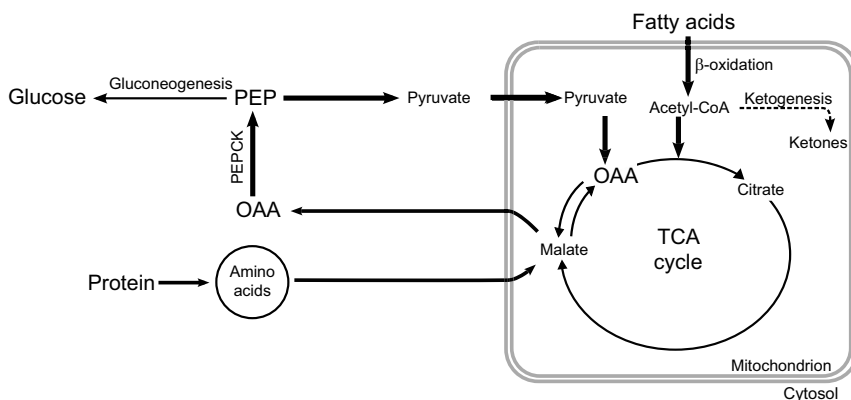 Fatty acids
β-oxidation
Gluconeogenesis
Glucose
PEP
Pyruvate
Pyruvate
Acetyl-CoA
Ketogenesis
Ketones
PEPCK
OAA
Citrate
OAA
Malate
TCA
cycle
Protein
Amino
acids
Mitochondrion
Cytosol